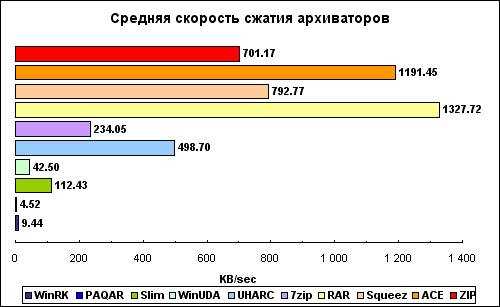 Средняя скорость сжатия архиваторов
701.17
1191.45
792.77
1327.72
234.05
498.70
42.50
112.43
4.52
9.44
0 200 400 600 800 1 000 1 200 1 400
KB/sec
WinRK PAQAR Slim WinUDA UHARC 7zip RAR Squeez ACE ZIP